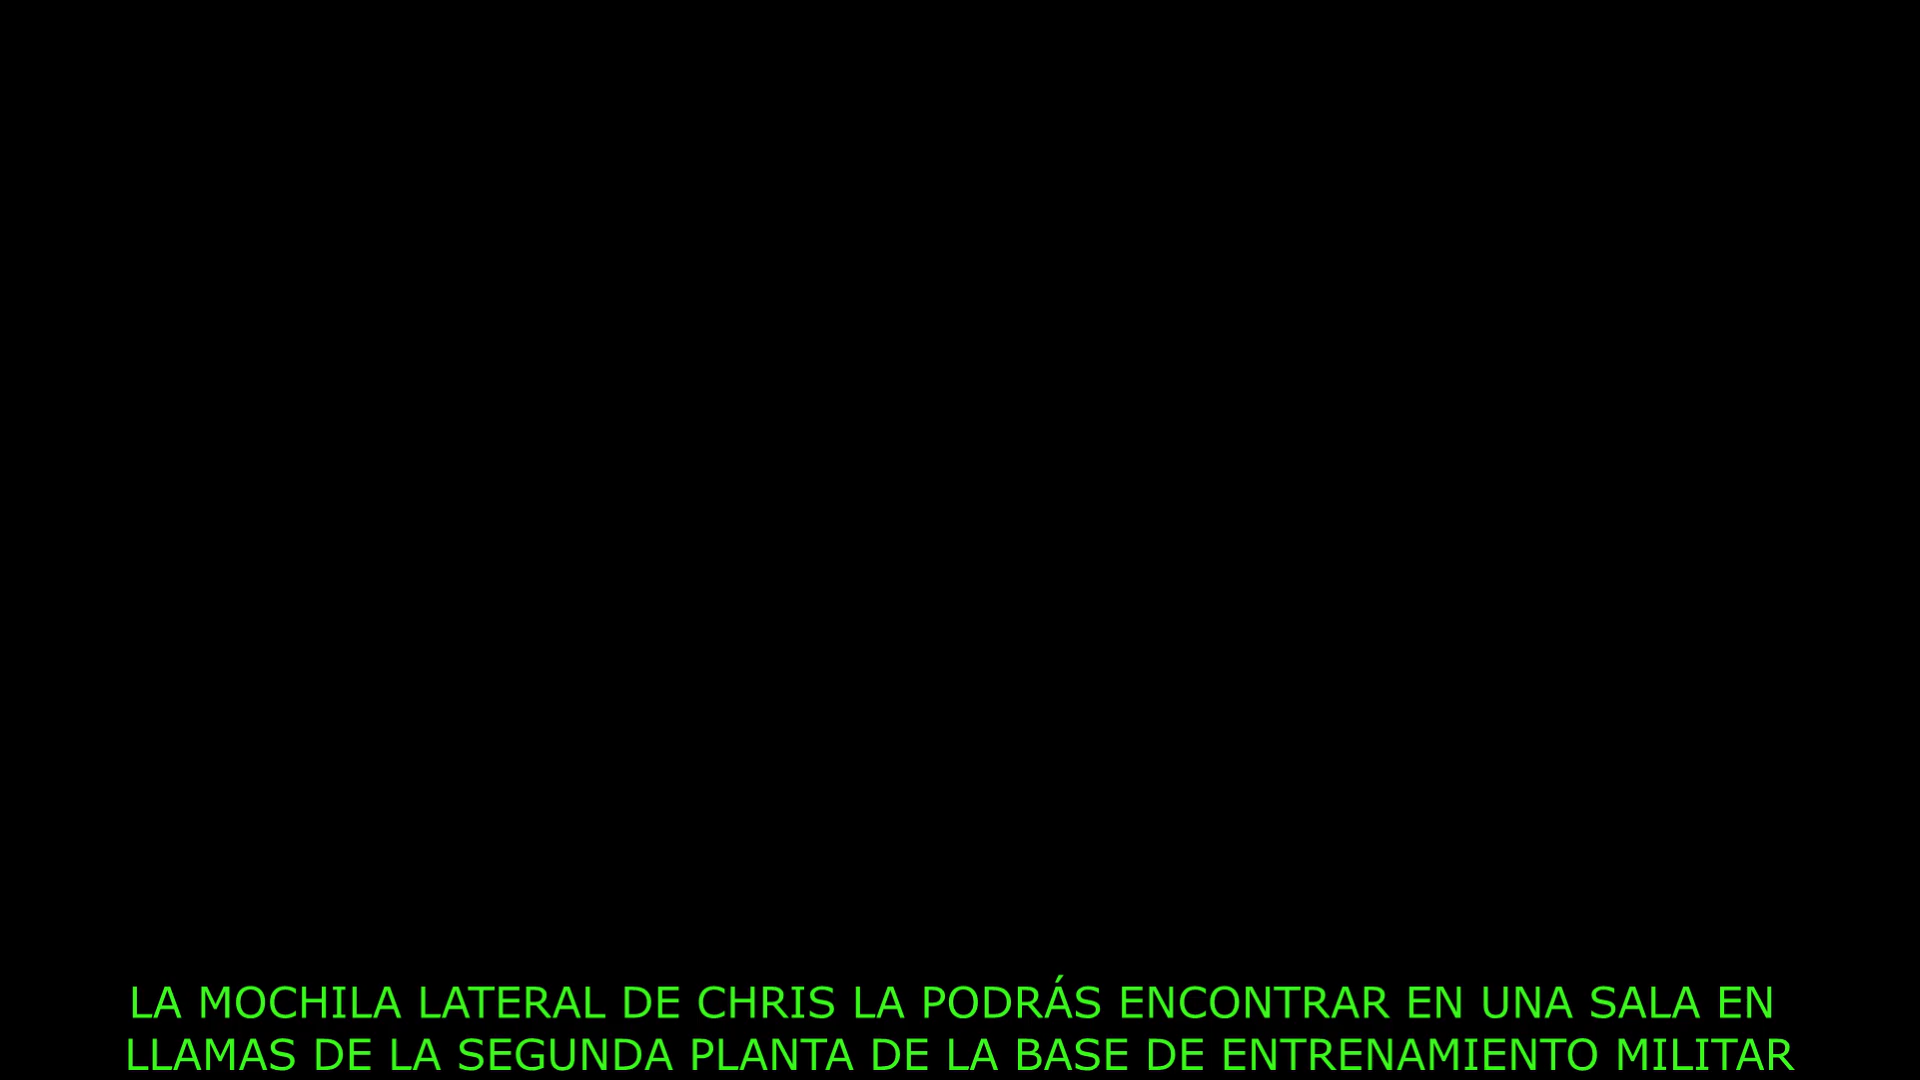 LA MOCHILA LATERAL DE CHRIS LA PODRÁS ENCONTRAR EN UNA SALA EN
LLAMAS DE LA SEGUNDA PLANTA DE LA BASE DE ENTRENAMIENTO MILITAR